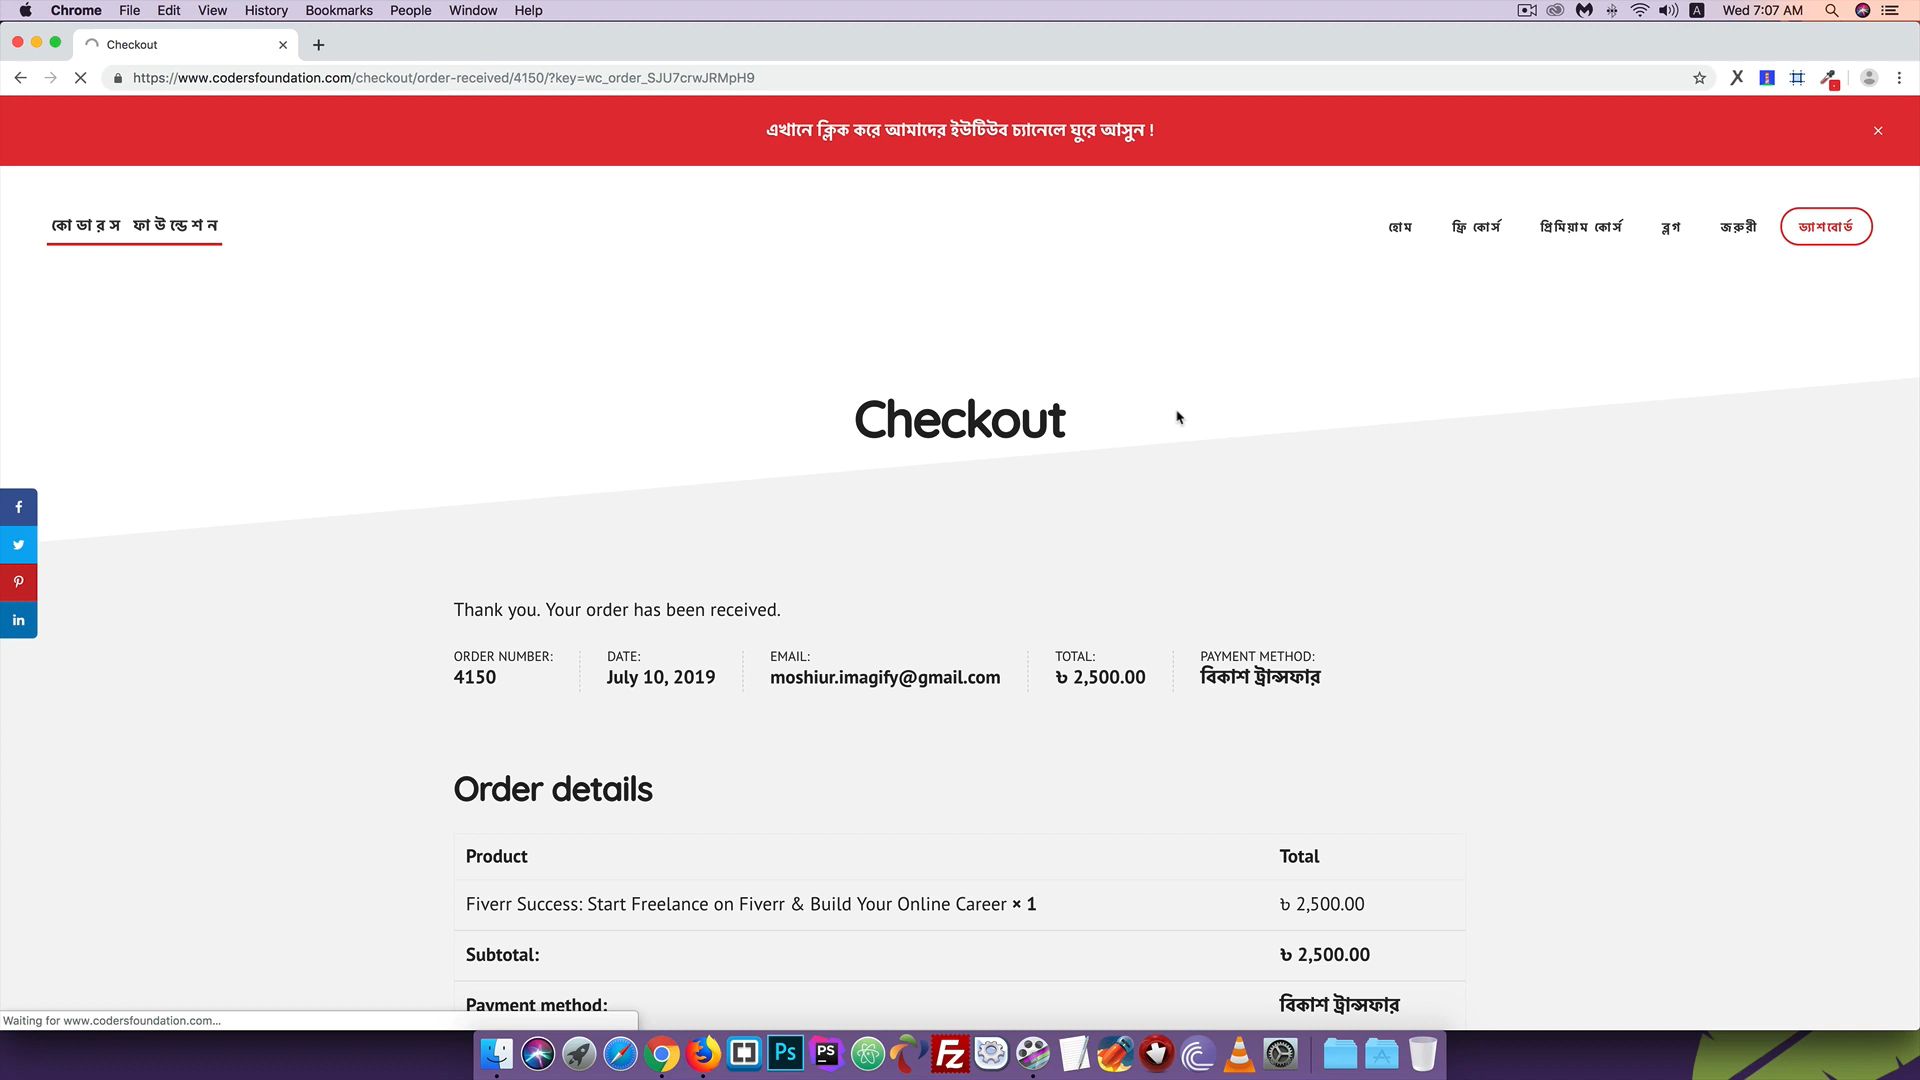 Chrome File Edit View History Bookmarks People Window Help
A Wed 7:07 AM
Checkout
https://www.codersfoundation.com/checkout/order-received/4150/?key=wc_order_SJU7crwJRMpH9
এখানে ক্লিক করে আমাদের ইউটিউব চ্যানেলে ঘুরে আসুন !
কোডারস ফাউন্ডেশন
হোম ফ্রি কোর্স প্রিমিয়াম কোর্স ব্লগ জরুরী ড্যাশবোর্ড
Checkout
Thank you. Your order has been received.
ORDER NUMBER: DATE: EMAIL: TOTAL: PAYMENT METHOD:
4150 July 10, 2019 moshiur.imagify@gmail.com ৳ 2,500.00 বিকাশ ট্রান্সফার
Order details
Product Total
Fiverr Success: Start Freelance on Fiverr & Build Your Online Career × 1 ৳ 2,500.00
Subtotal: ৳ 2,500.00
Payment method: বিকাশ ট্রান্সফার
Waiting for www.codersfoundation.com...
Ps PS Fz